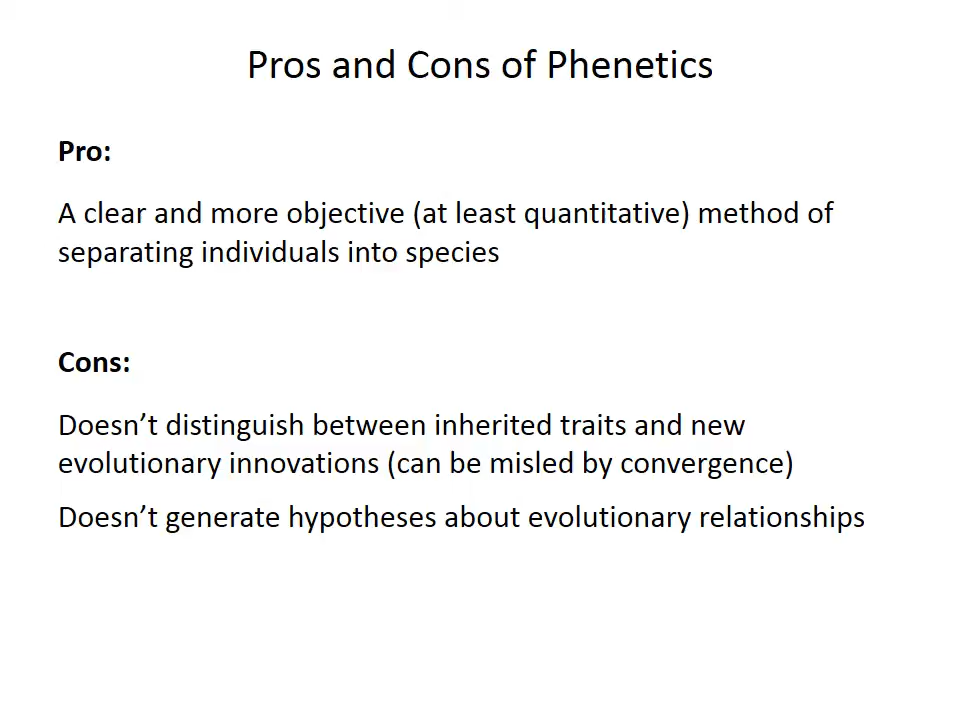 Pros and Cons of Phenetics
Pro:
A clear and more objective (at least quantitative) method of
separating individuals into species
Cons:
Doesn’t distinguish between inherited traits and new
evolutionary innovations (can be misled by convergence)
Doesn’t generate hypotheses about evolutionary relationships